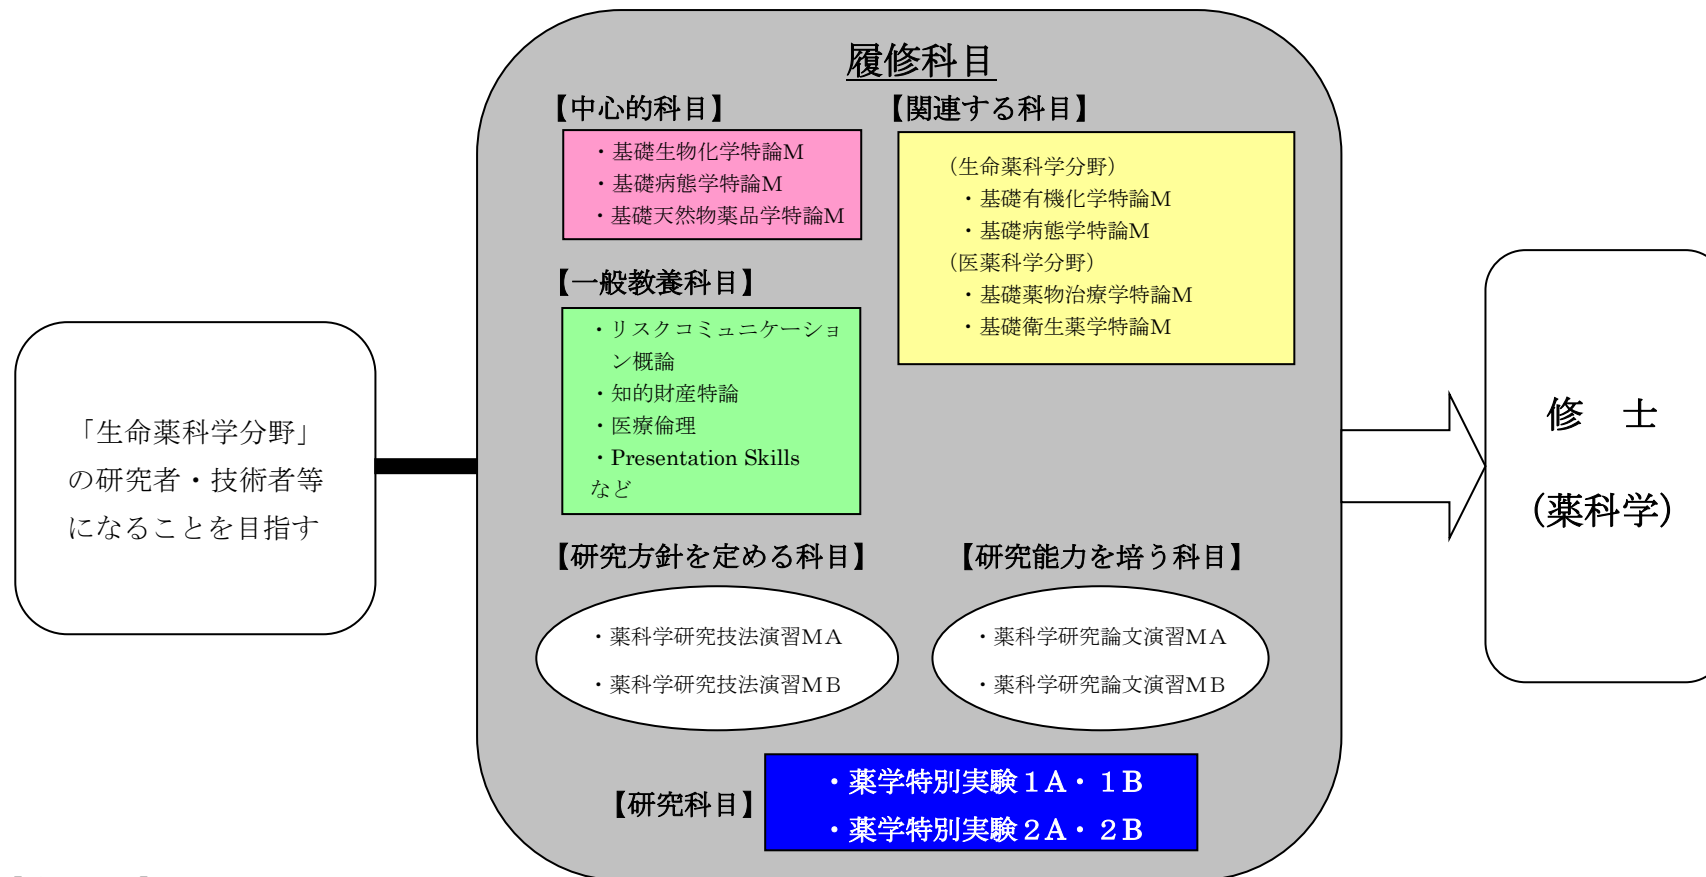 履修科目
【中心的科目】
・基礎生物化学特論M
・基礎病態学特論M
・基礎天然物薬品学特論M
【関連する科目】
（生命薬科学分野）
・基礎有機化学特論M
・基礎病態学特論M
（医薬科学分野）
・基礎薬物治療学特論M
・基礎衛生薬学特論M
【一般教養科目】
・リスクコミュニケーショ
ン概論
・知的財産特論
・医療倫理
・Presentation Skills
など
「生命薬科学分野」
の研究者・技術者等
になることを目指す
【研究方針を定める科目】
・薬科学研究技法演習MA
・薬科学研究技法演習MB
【研究能力を培う科目】
・薬科学研究論文演習MA
・薬科学研究論文演習MB
【研究科目】
・薬学特別実験１A・１B
・薬学特別実験２A・２B
修　士
（薬科学）